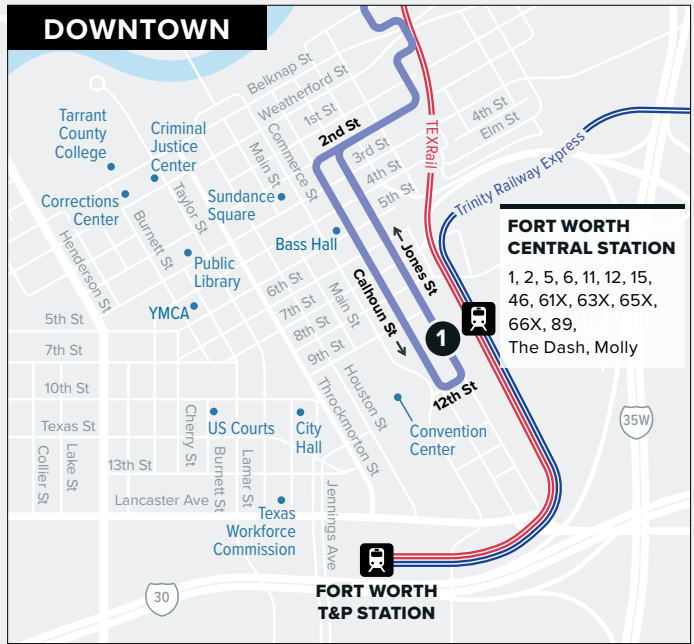 DOWNTOWN
Belknap St
Weatherford St
1st St
2nd St
Commerce St
Main St
3rd St
4th St
5th St
4th St
Elm St
TEXRail
Trinity Railway Express
Tarrant
County
College
Criminal
Justice
Center
Corrections
Center
Taylor St
Burnett St
Henderson St
Sundance
Square
Bass Hall
Public
Library
YMCA
FORT WORTH
CENTRAL STATION
1, 2, 5, 6, 11, 12, 15,
46, 61X, 63X, 65X,
66X, 89,
The Dash, Molly
Jones St
Calhoun St
1
12th St
6th St
7th St
8th St
9th St
Main St
Houston St
Throckmorton St
5th St
7th St
10th St
Texas St
13th St
Lancaster Ave
Collier St
Lake St
Cherry St
Burnett St
Lamar St
Jennings Ave
US Courts
City
Hall
Convention
Center
Texas
Workforce
Commission
35W
30
FORT WORTH
T&P STATION